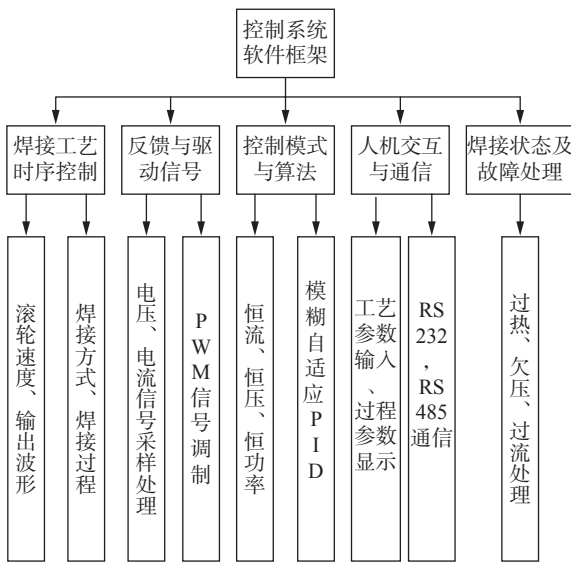 控制系统
软件框架
焊接工艺
时序控制
反馈与驱
动信号
控制模式
与算法
人机交互
与通信
焊接状态及
故障处理
滚轮速度、输出波形
焊接方式、焊接过程
电压、电流信号采样处理
PWM信号调制
恒流、恒压、恒功率
模糊自适应PID
工艺
参数
输入
、过程
参数
显示
RS
232
,
RS
485
通信
过热、欠压、过流处理